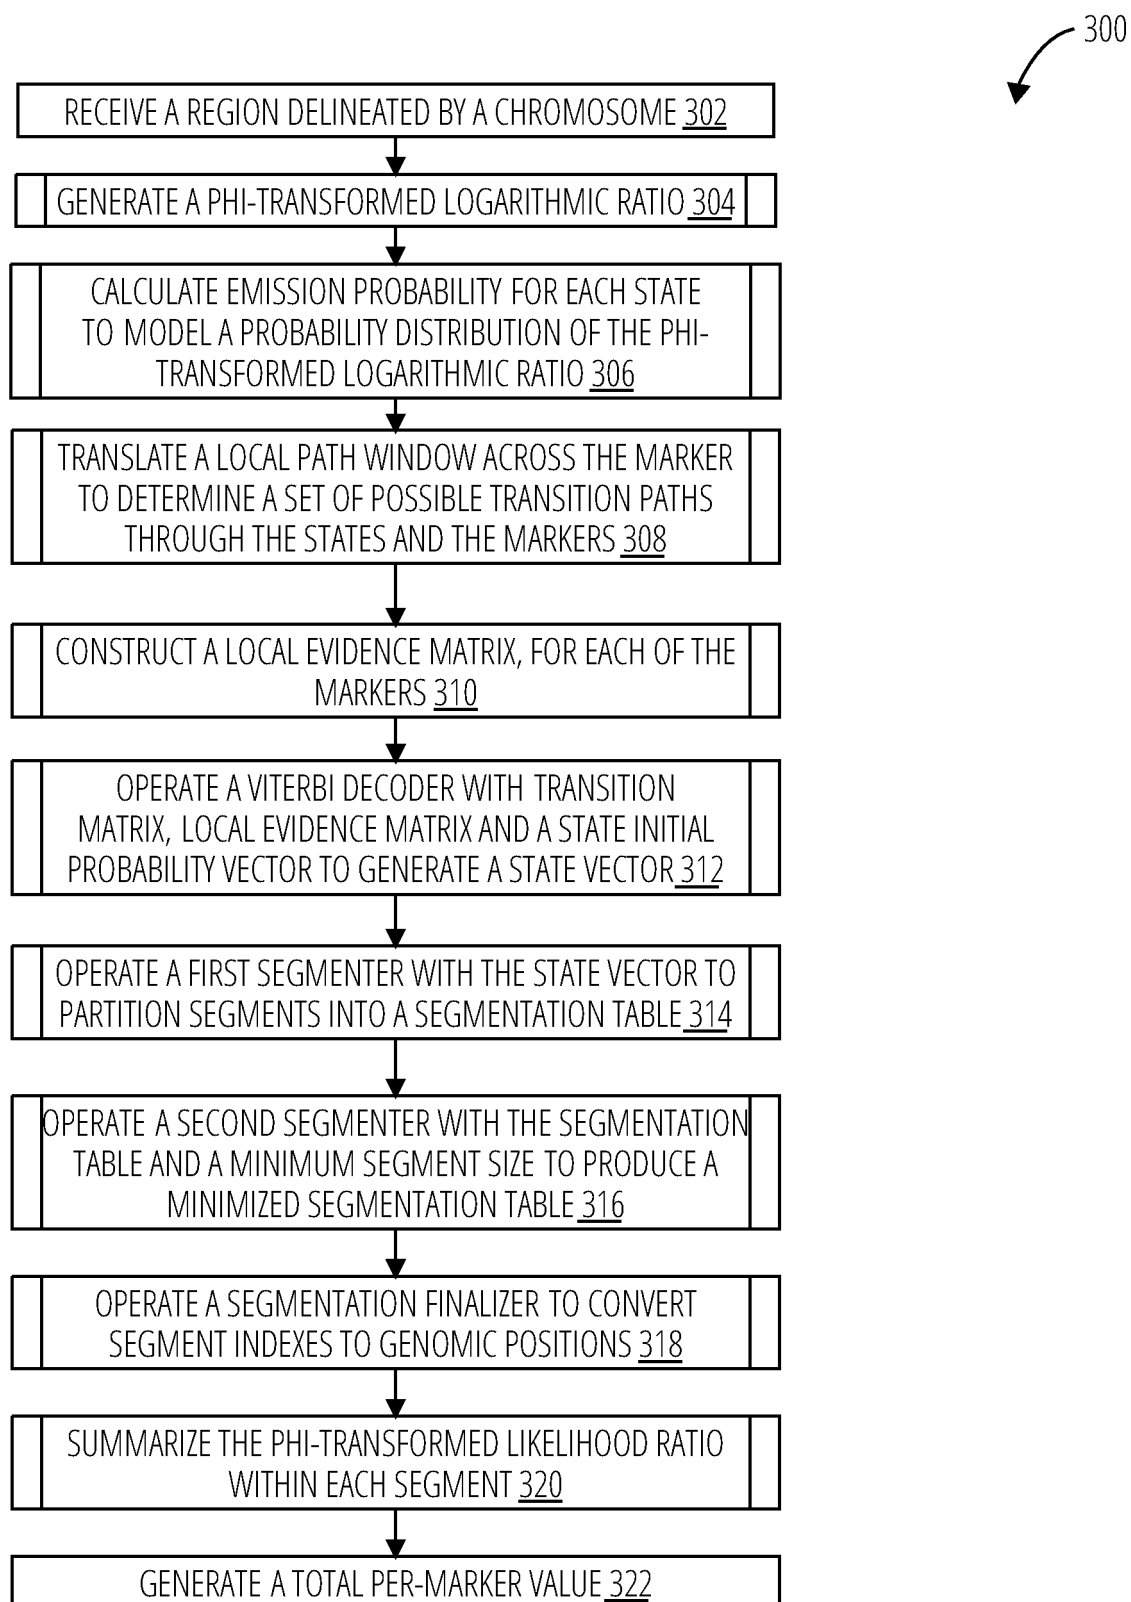 300
RECEIVE A REGION DELINEATED BY A CHROMOSOME 302
GENERATE A PHI-TRANSFORMED LOGARITHMIC RATIO 304
CALCULATE EMISSION PROBABILITY FOR EACH STATE
TO MODEL A PROBABILITY DISTRIBUTION OF THE PHI-
TRANSFORMED LOGARITHMIC RATIO 306
TRANSLATE A LOCAL PATH WINDOW ACROSS THE MARKER
TO DETERMINE A SET OF POSSIBLE TRANSITION PATHS
THROUGH THE STATES AND THE MARKERS 308
CONSTRUCT A LOCAL EVIDENCE MATRIX, FOR EACH OF THE
MARKERS 310
OPERATE A VITERBI DECODER WITH TRANSITION
MATRIX, LOCAL EVIDENCE MATRIX AND A STATE INITIAL
PROBABILITY VECTOR TO GENERATE A STATE VECTOR 312
OPERATE A FIRST SEGMENTER WITH THE STATE VECTOR TO
PARTITION SEGMENTS INTO A SEGMENTATION TABLE 314
OPERATE A SECOND SEGMENTER WITH THE SEGMENTATION
TABLE AND A MINIMUM SEGMENT SIZE TO PRODUCE A
MINIMIZED SEGMENTATION TABLE 316
OPERATE A SEGMENTATION FINALIZER TO CONVERT
SEGMENT INDEXES TO GENOMIC POSITIONS 318
SUMMARIZE THE PHI-TRANSFORMED LIKELIHOOD RATIO
WITHIN EACH SEGMENT 320
GENERATE A TOTAL PER-MARKER VALUE 322